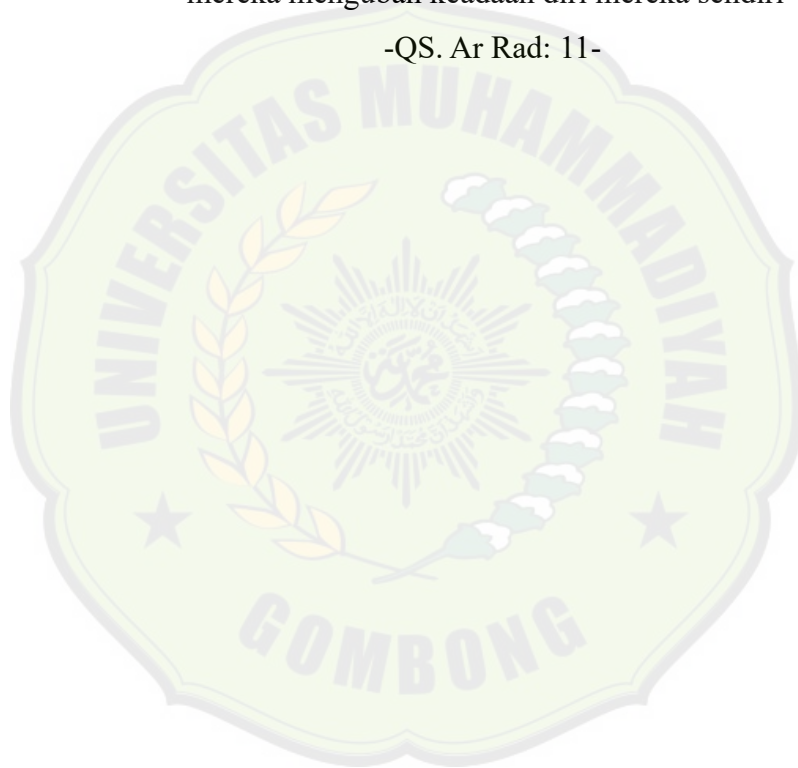 mereka mengubah keadaan diri mereka sendiri
-QS. Ar Rad: 11-
UNIVERSITAS MUHAMMADIYAH
GOMBONG